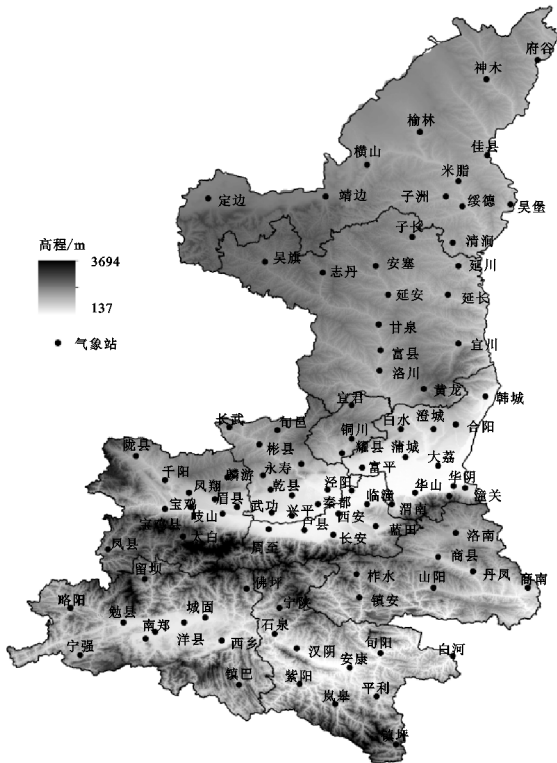 府谷
神木
榆林
佳县
横山
米脂
定边
靖边
子洲
绥德
吴堡
子长
清涧
高程/m
3694
137
气象站
吴旗
志丹
安塞
延川
延安
延长
甘泉
宜川
富县
洛川
黄龙
韩城
宜君
长武
旬邑
白水
澄城
合阳
铜川
陇县
彬县
耀县
蒲城
大荔
千阳
凤翔
麟游
永寿
富平
乾县
泾阳
华阴
华山
潼关
宝鸡
眉县
武功
兴平
秦都
临潼
渭南
宝鸡县
岐山
户县
西安
蓝田
凤县
太白
周至
长安
洛南
商县
留坝
佛坪
柞水
山阳
丹凤
商南
略阳
勉县
城固
宁陕
镇安
南郑
洋县
石泉
宁强
西乡
汉阴
旬阳
白河
安康
镇巴
紫阳
平利
岚皋
镇坪